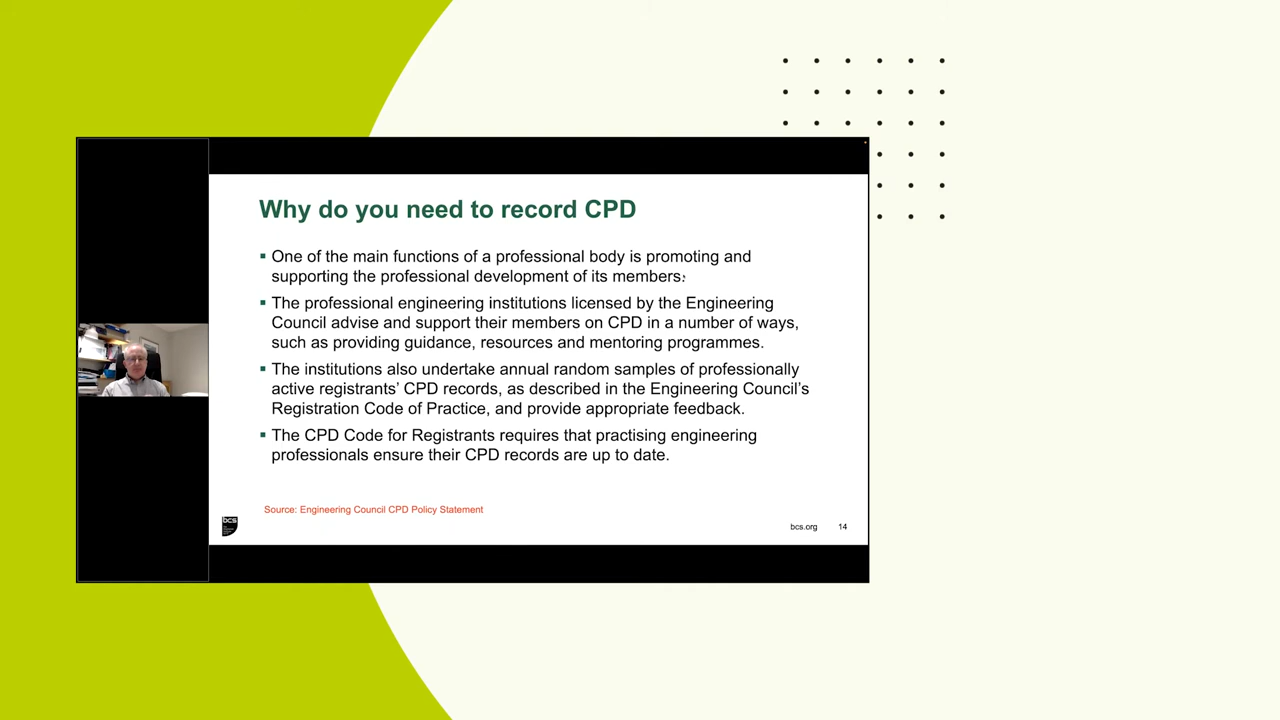 Why do you need to record CPD
▪ One of the main functions of a professional body is promoting and
supporting the professional development of its members.
▪ The professional engineering institutions licensed by the Engineering
Council advise and support their members on CPD in a number of ways,
such as providing guidance, resources and mentoring programmes.
▪ The institutions also undertake annual random samples of professionally
active registrants’ CPD records, as described in the Engineering Council’s
Registration Code of Practice, and provide appropriate feedback.
▪ The CPD Code for Registrants requires that practising engineering
professionals ensure their CPD records are up to date.
Source: Engineering Council CPD Policy Statement
bcs
bcs.org 14